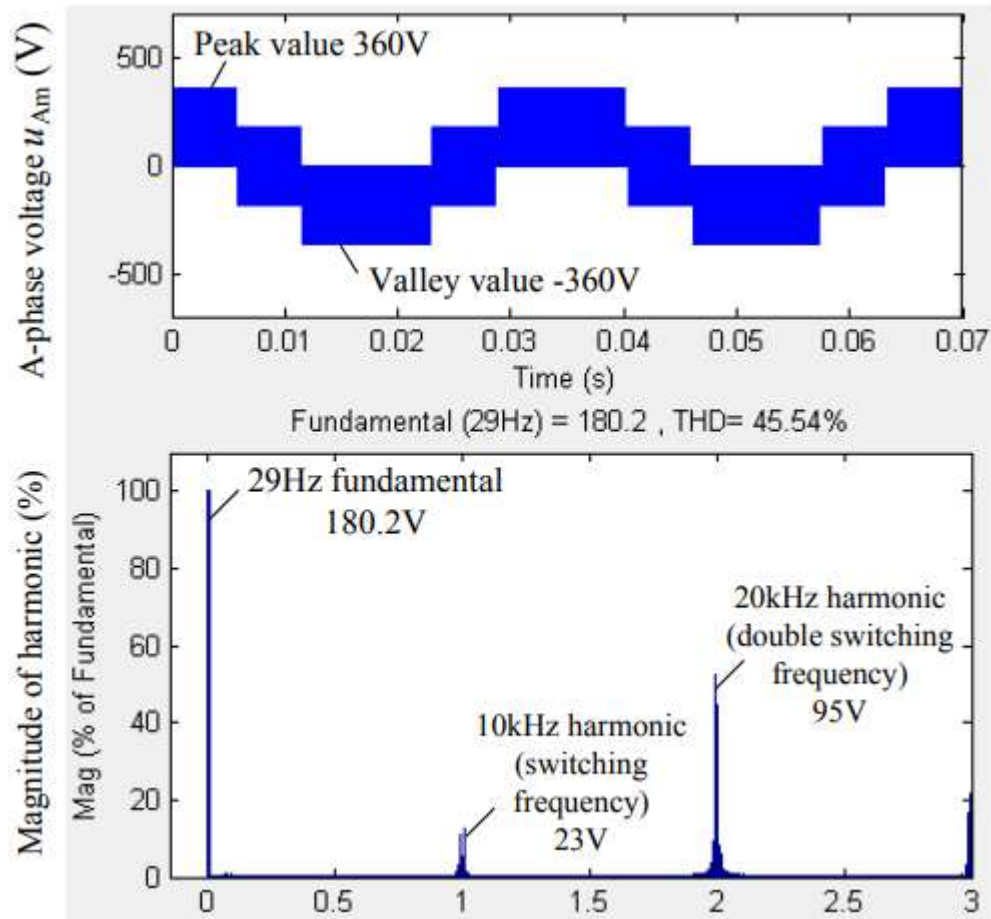 A-phase voltage uAm (V)
500
0
-500
Peak value 360V
Valley value -360V
0 0.01 0.02 0.03 0.04 0.05 0.06 0.07
Time (s)
Fundamental (29Hz) = 180.2 , THD= 45.54%
Magnitude of harmonic (%)
Mag (% of Fundamental)
100
80
60
40
20
0
29Hz fundamental
180.2V
10kHz harmonic
(switching
frequency)
23V
20kHz harmonic
(double switching
frequency)
95V
0 0.5 1 1.5 2 2.5 3